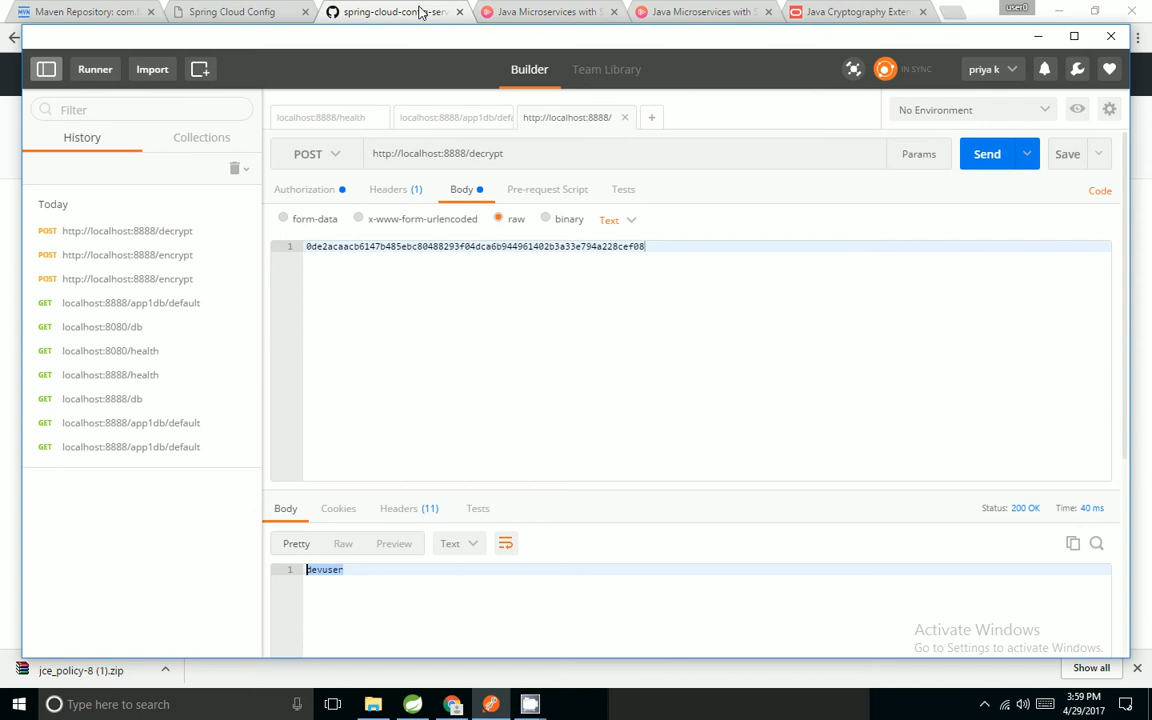 Maven Repository: com.f
Spring Cloud Config
spring-cloud-config-serv
Java Microservices with S
Java Microservices with S
Java Cryptography Exten
user0
Runner
Import
Builder
Team Library
IN SYNC
priya k
Filter
History
Collections
Today
POST http://localhost:8888/decrypt
POST http://localhost:8888/encrypt
POST http://localhost:8888/encrypt
GET localhost:8888/app1db/default
GET localhost:8080/db
GET localhost:8080/health
GET localhost:8888/health
GET localhost:8888/db
GET localhost:8888/app1db/default
GET localhost:8888/app1db/default
localhost:8888/health
localhost:8888/app1db/defa
http://localhost:8888/
No Environment
POST
http://localhost:8888/decrypt
Params
Send
Save
Authorization
Headers (1)
Body
Pre-request Script
Tests
Code
form-data
x-www-form-urlencoded
raw
binary
Text
1 0de2acaacb6147b485ebc80488293f04dca6b944961402b3a33e794a228cef08
Body
Cookies
Headers (11)
Tests
Status: 200 OK
Time: 40 ms
Pretty
Raw
Preview
Text
1 devuser
Activate Windows
Go to Settings to activate Windows.
jce_policy-8 (1).zip
Show all
Type here to search
3:59 PM
4/29/2017